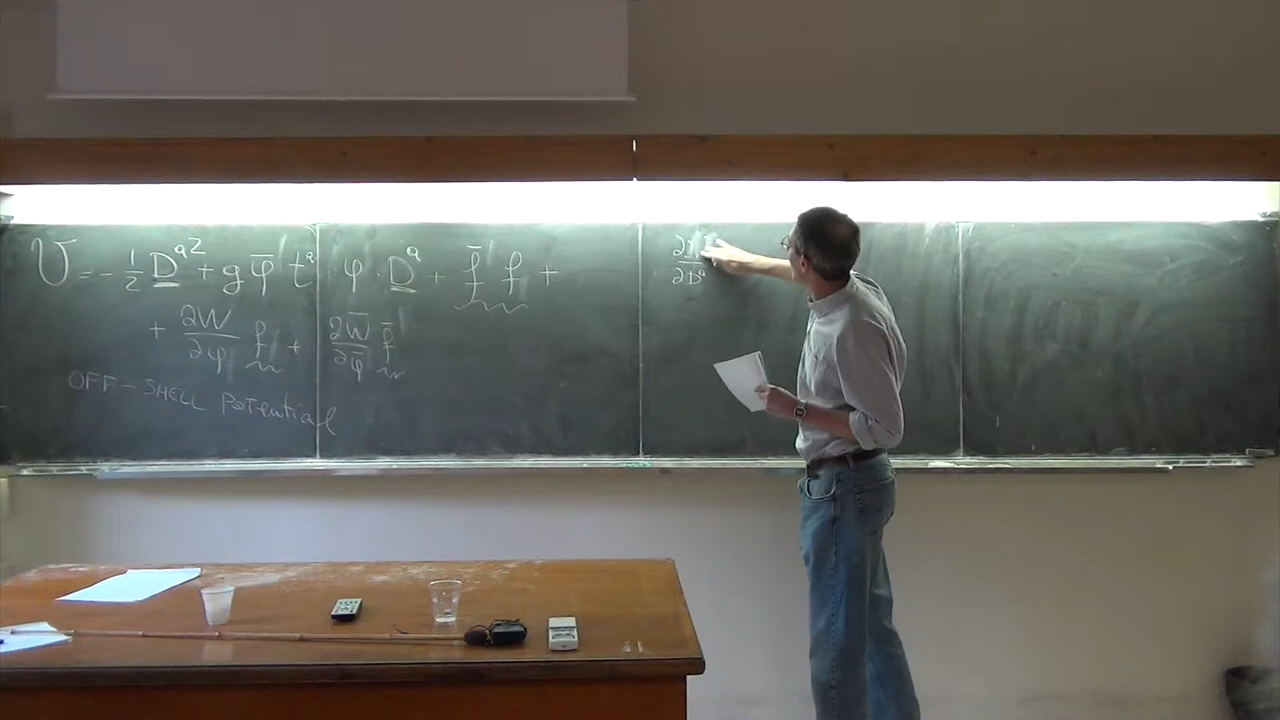 V = - 1/2 D^a2 + g φ̄ t^a φ · D^a + f̄ f +
+ ∂W/∂φ f + ∂W̄/∂φ̄ f̄
OFF-SHELL Potential
∂
∂D^a